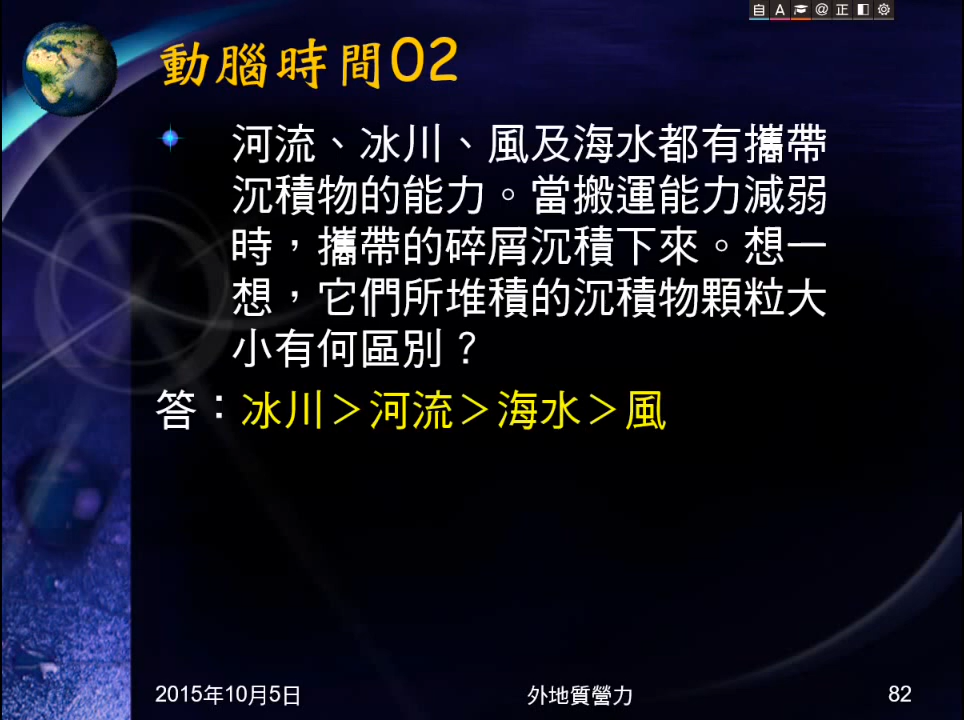 自 A @ 正
動腦時間02
河流、冰川、風及海水都有攜帶
沉積物的能力。當搬運能力減弱
時，攜帶的碎屑沉積下來。想一
想，它們所堆積的沉積物顆粒大
小有何區別？
答：冰川＞河流＞海水＞風
2015年10月5日
外地質營力
82